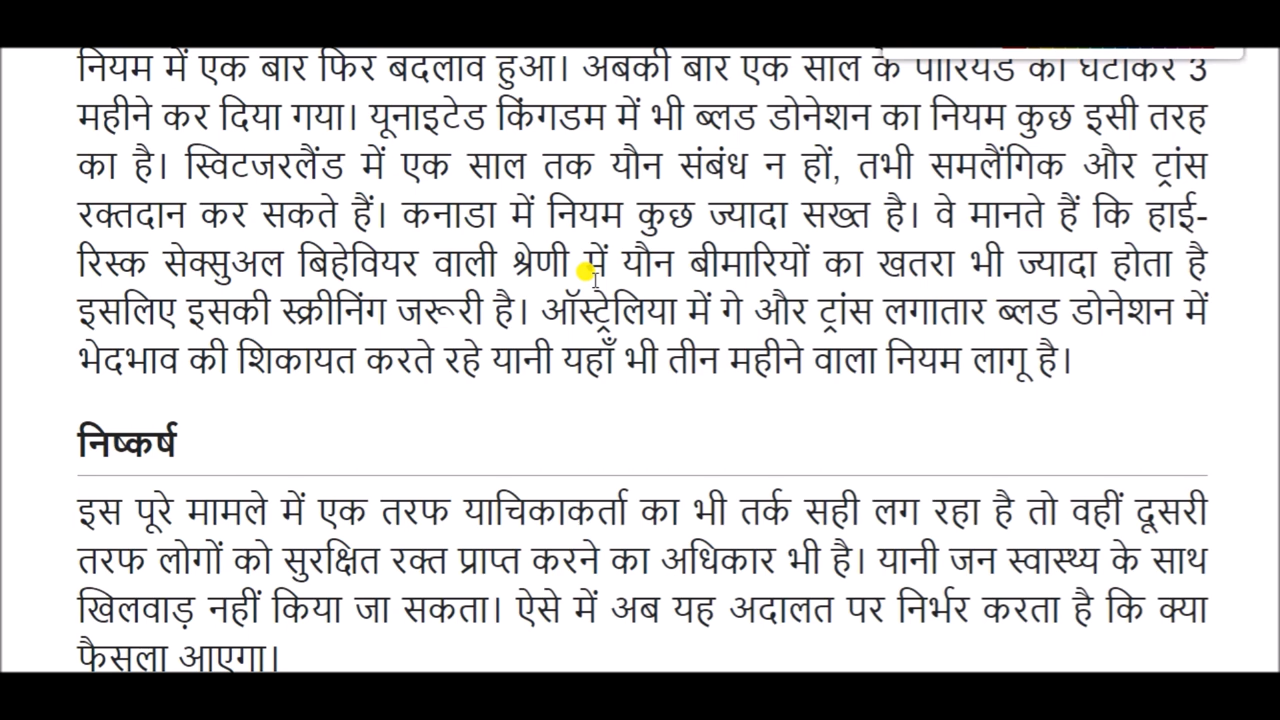 नियम में एक बार फिर बदलाव हुआ। अबकी बार एक साल के पीरियड को घटाकर 3
महीने कर दिया गया। यूनाइटेड किंगडम में भी ब्लड डोनेशन का नियम कुछ इसी तरह
का है। स्विटजरलैंड में एक साल तक यौन संबंध न हों, तभी समलैंगिक और ट्रांस
रक्तदान कर सकते हैं। कनाडा में नियम कुछ ज्यादा सख्त है। वे मानते हैं कि हाई-
रिस्क सेक्सुअल बिहेवियर वाली श्रेणी में यौन बीमारियों का खतरा भी ज्यादा होता है
इसलिए इसकी स्क्रीनिंग जरूरी है। ऑस्ट्रेलिया में गे और ट्रांस लगातार ब्लड डोनेशन में
भेदभाव की शिकायत करते रहे यानी यहाँ भी तीन महीने वाला नियम लागू है।
निष्कर्ष
इस पूरे मामले में एक तरफ याचिकाकर्ता का भी तर्क सही लग रहा है तो वहीं दूसरी
तरफ लोगों को सुरक्षित रक्त प्राप्त करने का अधिकार भी है। यानी जन स्वास्थ्य के साथ
खिलवाड़ नहीं किया जा सकता। ऐसे में अब यह अदालत पर निर्भर करता है कि क्या
फैसला आएगा।